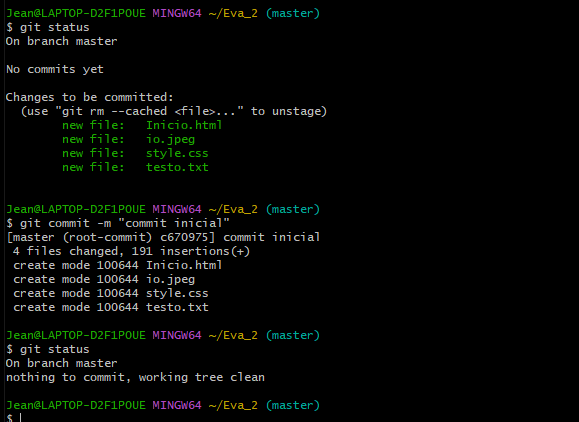 Jean@LAPTOP-D2F1POUE MINGW64 ~/Eva_2 (master)
$ git status
On branch master
No commits yet
Changes to be committed:
(use "git rm --cached <file>..." to unstage)
new file: Inicio.html
new file: io.jpeg
new file: style.css
new file: testo.txt
Jean@LAPTOP-D2F1POUE MINGW64 ~/Eva_2 (master)
$ git commit -m "commit inicial"
[master (root-commit) c670975] commit inicial
4 files changed, 191 insertions(+)
create mode 100644 Inicio.html
create mode 100644 io.jpeg
create mode 100644 style.css
create mode 100644 testo.txt
Jean@LAPTOP-D2F1POUE MINGW64 ~/Eva_2 (master)
$ git status
On branch master
nothing to commit, working tree clean
Jean@LAPTOP-D2F1POUE MINGW64 ~/Eva_2 (master)
$